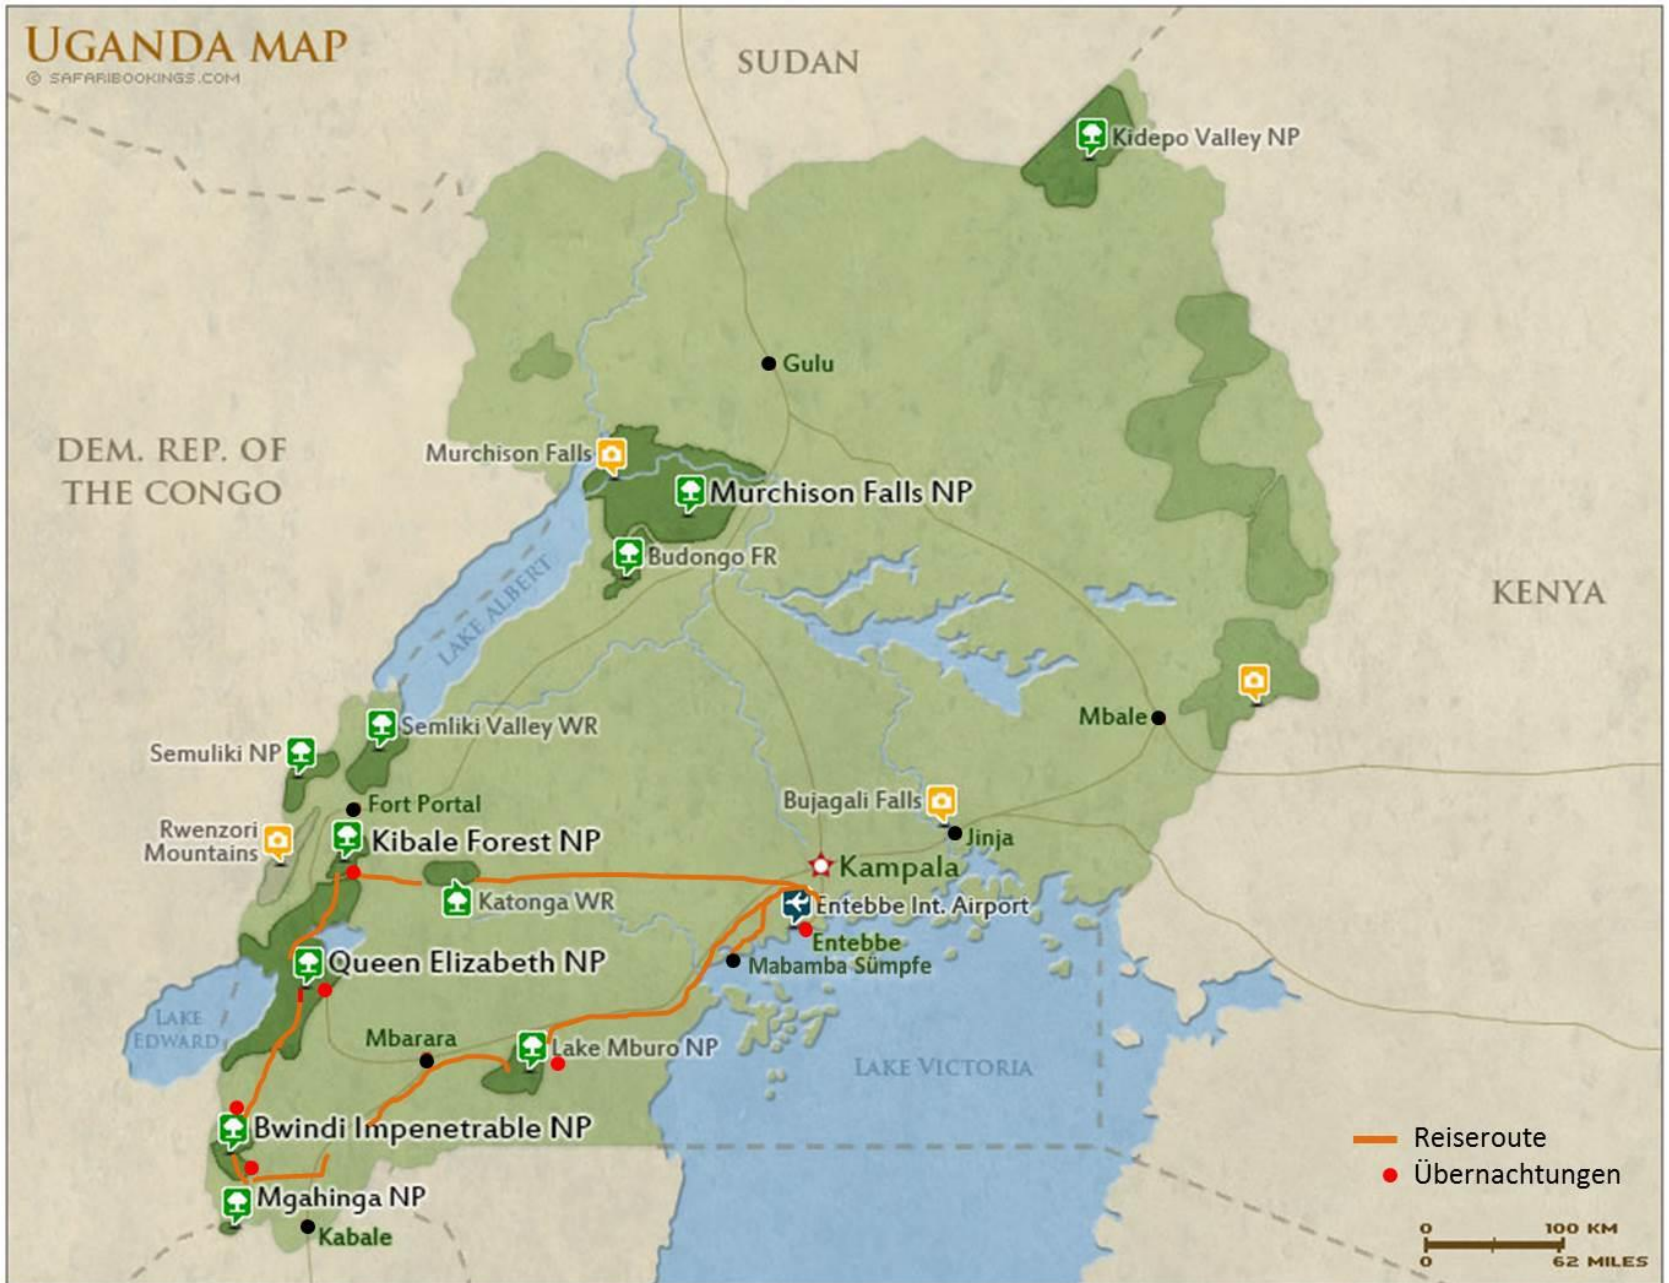 UGANDA MAP
© SAFARIBOOKINGS.COM
SUDAN
Kidepo Valley NP
Gulu
DEM. REP. OF
THE CONGO
Murchison Falls
Murchison Falls NP
Budongo FR
LAKE ALBERT
KENYA
Semliki Valley WR
Semuliki NP
Mbale
Fort Portal
Bujagali Falls
Rwenzori
Mountains
Kibale Forest NP
Jinja
Kampala
Katonga WR
Entebbe Int. Airport
Entebbe
Queen Elizabeth NP
Mabamba Sümpfe
LAKE
EDWARD
Mbarara
Lake Mburo NP
LAKE VICTORIA
Bwindi Impenetrable NP
Reiseroute
Übernachtungen
Mgahinga NP
Kabale
0 100 KM
0 62 MILES